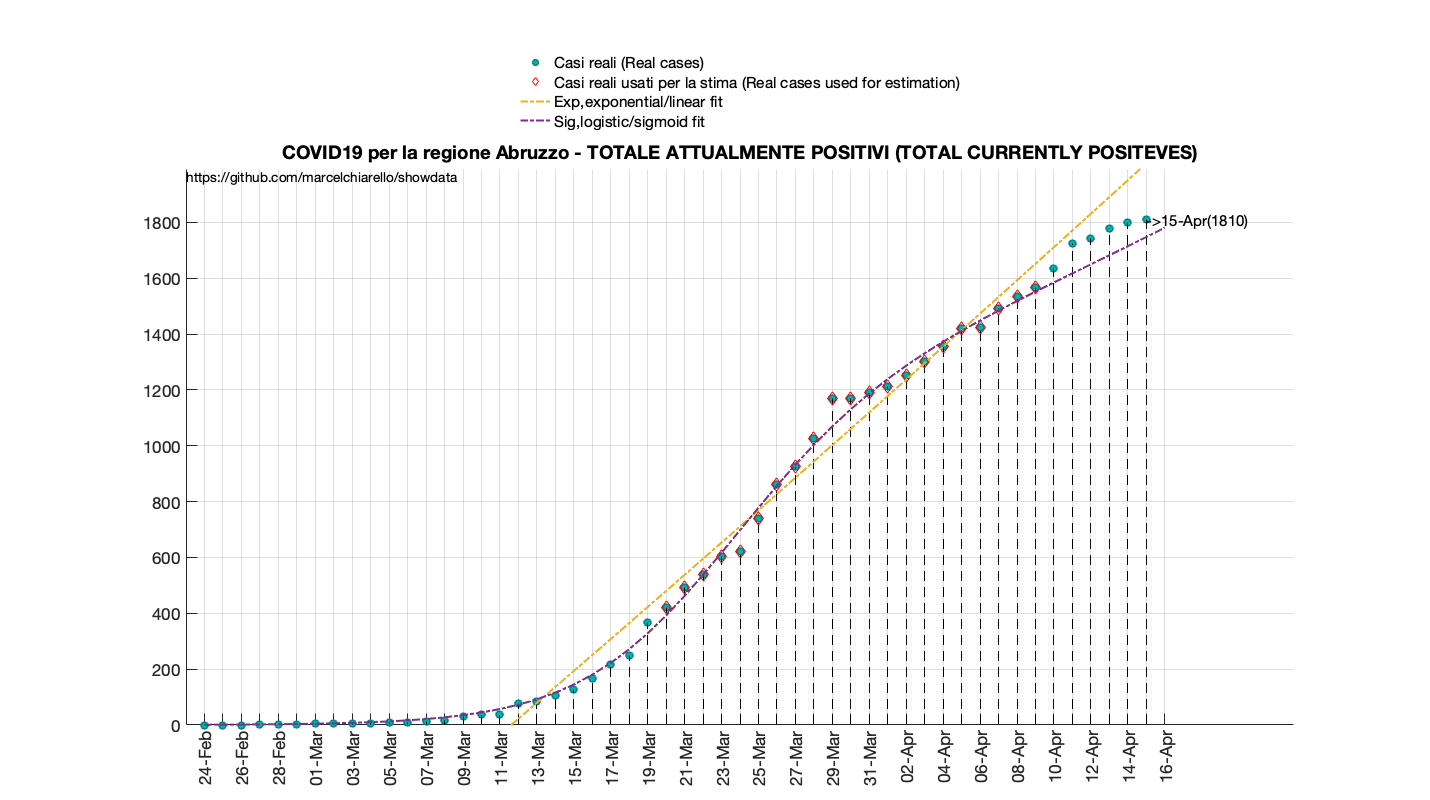 Casi reali (Real cases)
Casi reali usati per la stima (Real cases used for estimation)
Exp,exponential/linear fit
Sig,logistic/sigmoid fit
COVID19 per la regione Abruzzo - TOTALE ATTUALMENTE POSITIVI (TOTAL CURRENTLY POSITEVES)
https://github.com/marcelchiarello/showdata
1800
>15-Apr(1810)
1600
1400
1200
1000
800
600
400
200
0
24-Feb
26-Feb
28-Feb
01-Mar
03-Mar
05-Mar
07-Mar
09-Mar
11-Mar
13-Mar
15-Mar
17-Mar
19-Mar
21-Mar
23-Mar
25-Mar
27-Mar
29-Mar
31-Mar
02-Apr
04-Apr
06-Apr
08-Apr
10-Apr
12-Apr
14-Apr
16-Apr